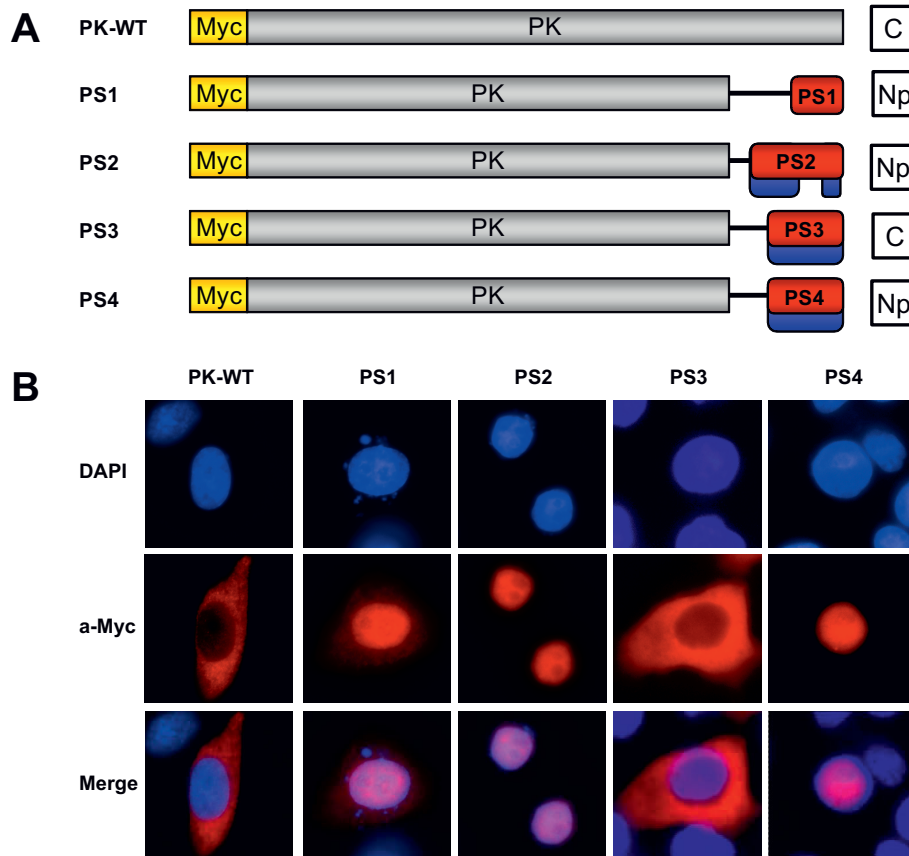 A
PK-WT Myc PK C
PS1 Myc PK PS1 Np
PS2 Myc PK PS2 Np
PS3 Myc PK PS3 C
PS4 Myc PK PS4 Np
B
PK-WT PS1 PS2 PS3 PS4
DAPI
a-Myc
Merge